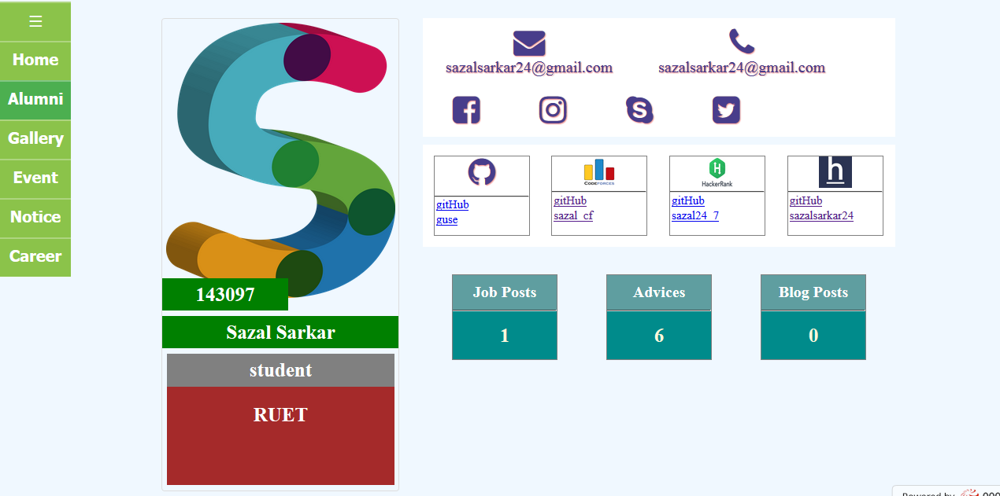 ☰
Home
Alumni
Gallery
Event
Notice
Career
143097
Sazal Sarkar
student
RUET
sazalsarkar24@gmail.com
sazalsarkar24@gmail.com
CODEFORCES
HackerRank
h
gitHub
guse
gitHub
sazal_cf
gitHub
sazal24_7
gitHub
sazalsarkar24
Job Posts
1
Advices
6
Blog Posts
0
Powered by